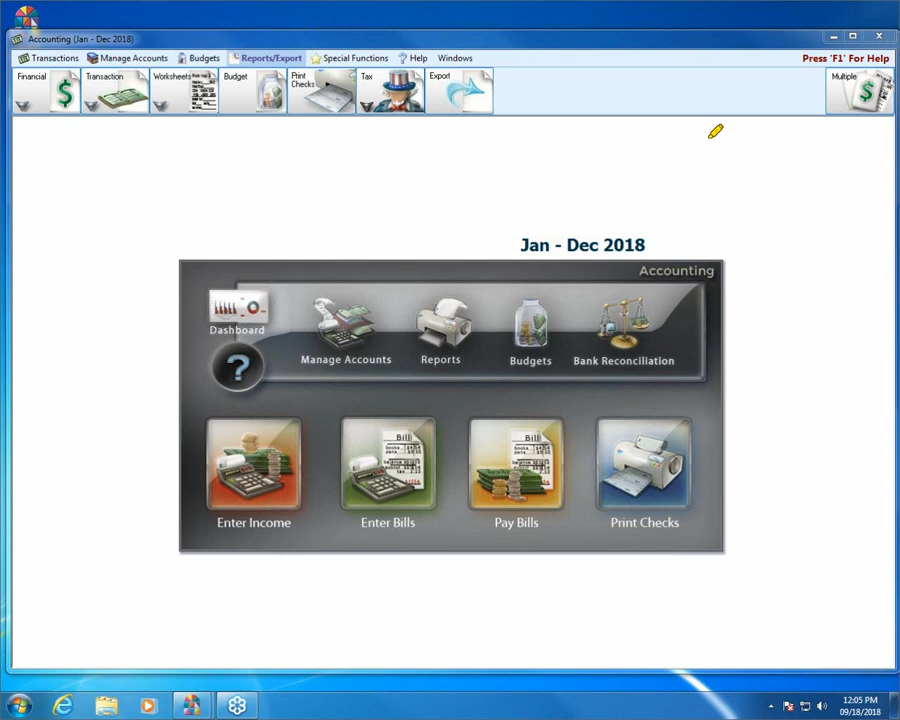 Accounting (Jan - Dec 2018)
Transactions Manage Accounts Budgets Reports/Export Special Functions Help Windows Press 'F1' For Help
Financial Transaction Worksheets Budget Print Checks Tax Export Multiple
Jan - Dec 2018
Accounting
Dashboard
Manage Accounts Reports Budgets Bank Reconciliation
?
Bill Bill
Enter Income Enter Bills Pay Bills Print Checks
12:05 PM
09/18/2018